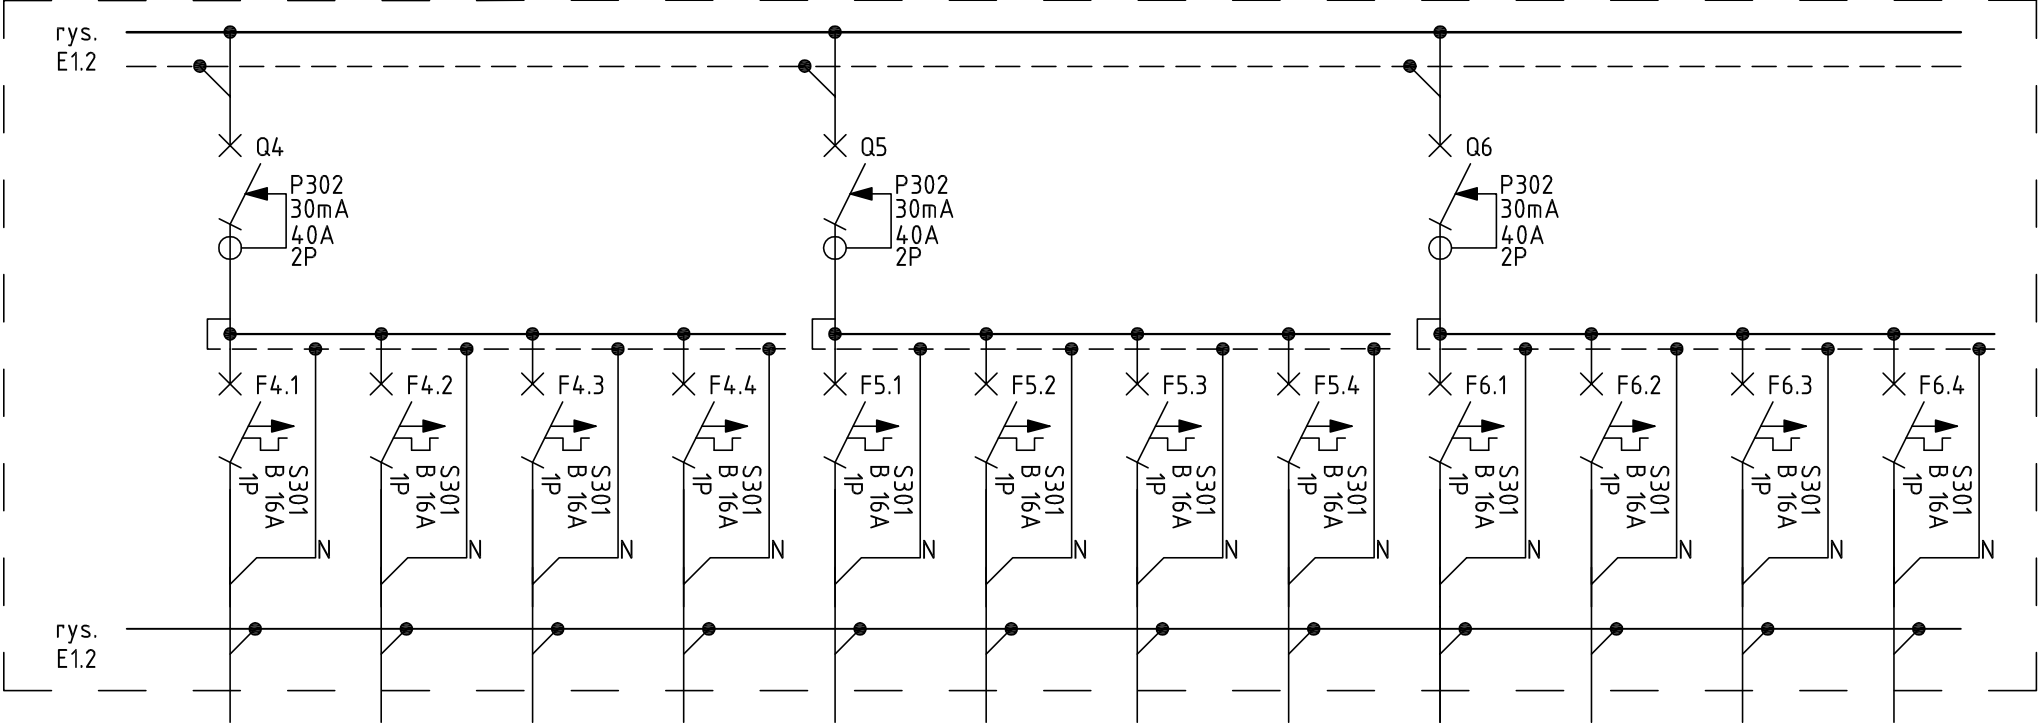 rys.
E1.2
Q4
P302
30mA
40A
2P
Q5
P302
30mA
40A
2P
Q6
P302
30mA
40A
2P
F4.1
S301
B 16A
1P
N
F4.2
S301
B 16A
1P
N
F4.3
S301
B 16A
1P
N
F4.4
S301
B 16A
1P
N
F5.1
S301
B 16A
1P
N
F5.2
S301
B 16A
1P
N
F5.3
S301
B 16A
1P
N
F5.4
S301
B 16A
1P
N
F6.1
S301
B 16A
1P
N
F6.2
S301
B 16A
1P
N
F6.3
S301
B 16A
1P
N
F6.4
S301
B 16A
1P
N
rys.
E1.2